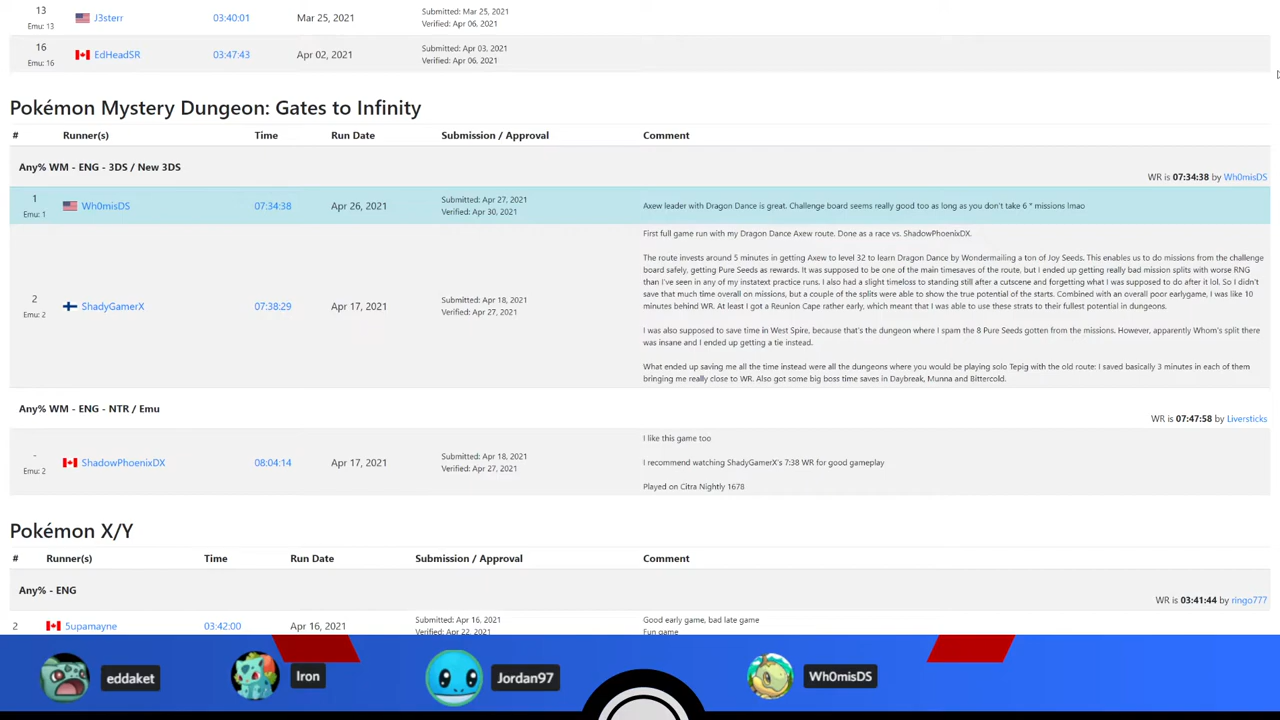 13
Emu: 13
J3sterr 03:40:01 Mar 25, 2021 Submitted: Mar 25, 2021
Verified: Apr 06, 2021
16
Emu: 16
EdHeadSR 03:47:43 Apr 02, 2021 Submitted: Apr 03, 2021
Verified: Apr 06, 2021
Pokémon Mystery Dungeon: Gates to Infinity
# Runner(s) Time Run Date Submission / Approval Comment
Any% WM - ENG - 3DS / New 3DS
WR is 07:34:38 by Wh0misDS
1
Emu: 1
Wh0misDS 07:34:38 Apr 26, 2021 Submitted: Apr 27, 2021
Verified: Apr 30, 2021
Axew leader with Dragon Dance is great. Challenge board seems really good too as long as you don't take 6 * missions lmao
2
Emu: 2
ShadyGamerX 07:38:29 Apr 17, 2021 Submitted: Apr 18, 2021
Verified: Apr 27, 2021
First full game run with my Dragon Dance Axew route. Done as a race vs. ShadowPhoenixDX.
The route invests around 5 minutes in getting Axew to level 32 to learn Dragon Dance by Wondermailing a ton of Joy Seeds. This enables us to do missions from the challenge
board safely, getting Pure Seeds as rewards. It was supposed to be one of the main timesaves of the route, but I ended up getting really bad mission splits with worse RNG
than I've seen in any of my instatext practice runs. I also had a slight timeloss to standing still after a cutscene and forgetting what I was supposed to do after it lol. So I didn't
save that much time overall on missions, but a couple of the splits were able to show the true potential of the starts. Combined with an overall poor earlygame, I was like 10
minutes behind WR. At least I got a Reunion Cape rather early, which meant that I was able to use these strats to their fullest potential in dungeons.
I was also supposed to save time in West Spire, because that's the dungeon where I spam the 8 Pure Seeds gotten from the missions. However, apparently Whom's split there
was insane and I ended up getting a tie instead.
What ended up saving me all the time instead were all the dungeons where you would be playing solo Tepig with the old route: I saved basically 3 minutes in each of them
bringing me really close to WR. Also got some big boss time saves in Daybreak, Munna and Bittercold.
Any% WM - ENG - NTR / Emu
WR is 07:47:58 by Liversticks
-
Emu: 2
ShadowPhoenixDX 08:04:14 Apr 17, 2021 Submitted: Apr 18, 2021
Verified: Apr 27, 2021
I like this game too
I recommend watching ShadyGamerX's 7:38 WR for good gameplay
Played on Citra Nightly 1678
Pokémon X/Y
# Runner(s) Time Run Date Submission / Approval Comment
Any% - ENG
WR is 03:41:44 by ringo777
2 5upamayne 03:42:00 Apr 16, 2021 Submitted: Apr 16, 2021
Verified: Apr 22, 2021
Good early game, bad late game
Fun game
eddaket Iron Jordan97 Wh0misDS